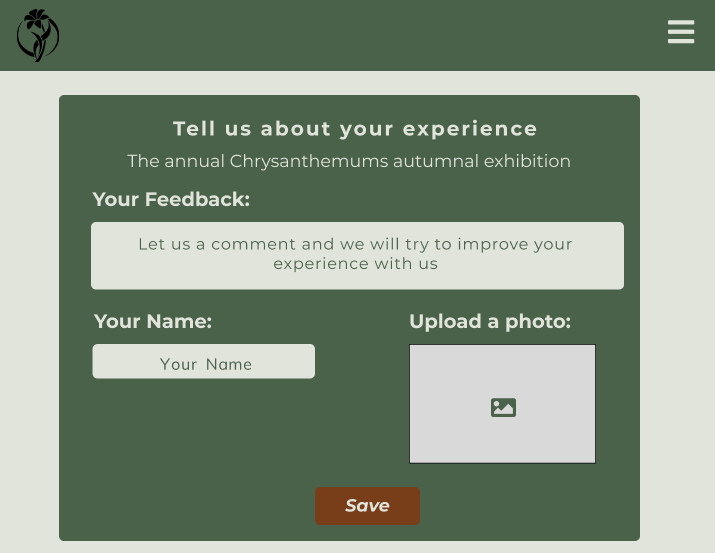 Tell us about your experience
The annual Chrysanthemums autumnal exhibition
Your Feedback:
Let us a comment and we will try to improve your
experience with us
Your Name:
Upload a photo:
Your Name
Save